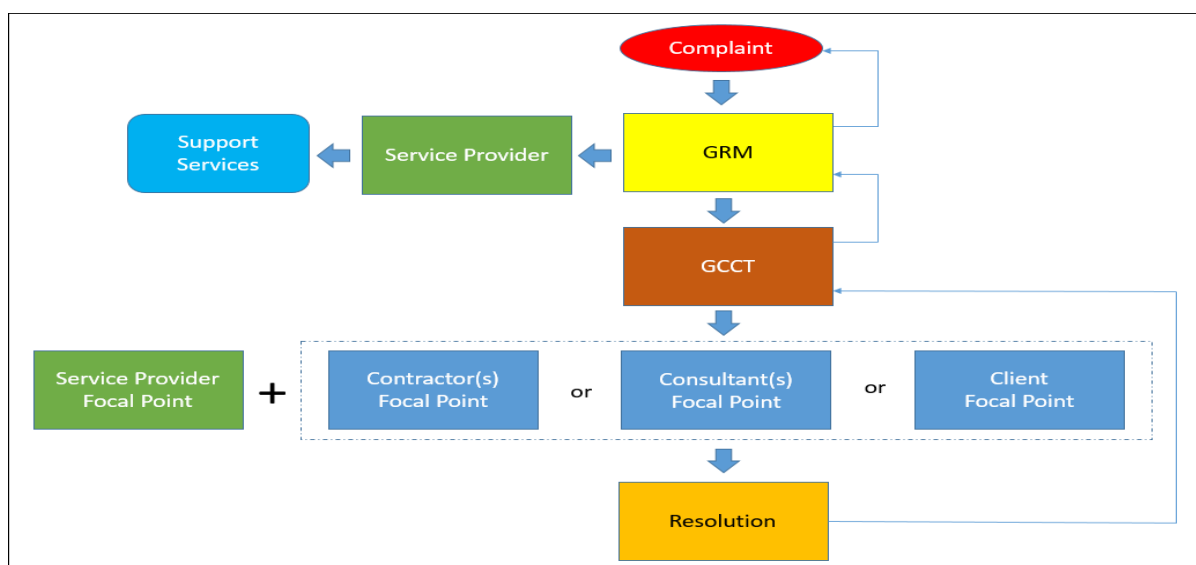 Complaint
Support
Services
Service Provider
GRM
GCCT
Service Provider
Focal Point
+
Contractor(s)
Focal Point
or
Consultant(s)
Focal Point
or
Client
Focal Point
Resolution